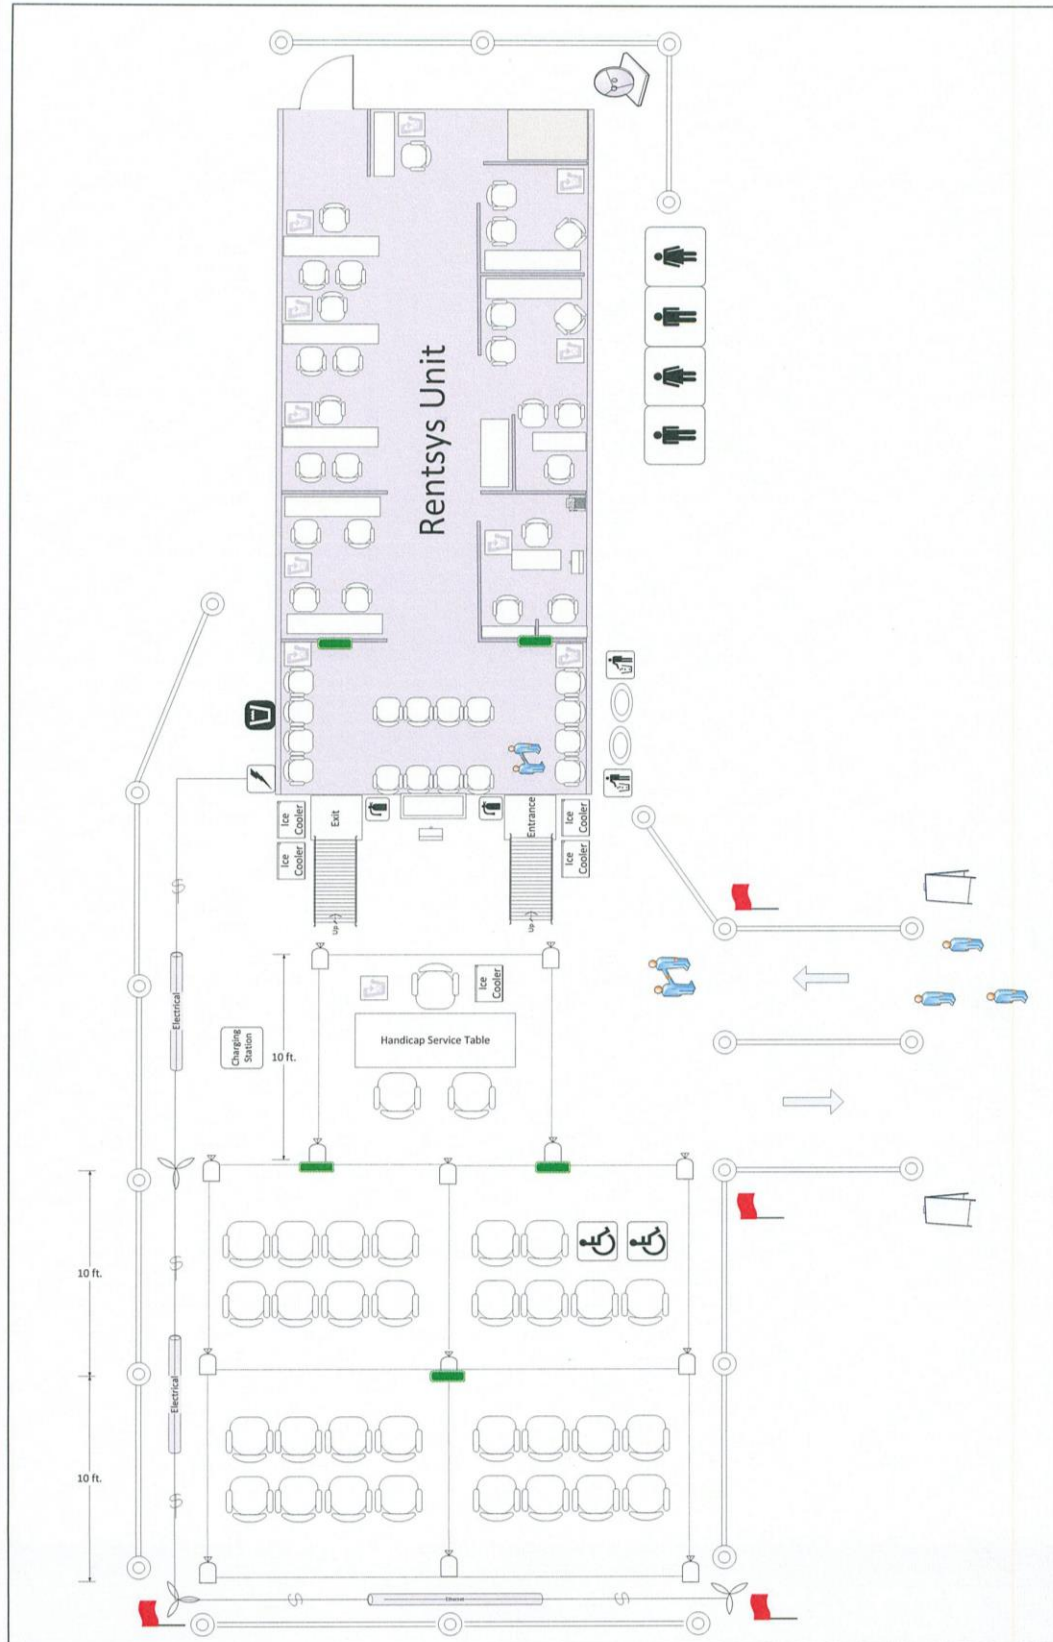 Rentsys Unit
Ice
Cooler
Exit
Ice
Cooler
Entrance
Ice
Cooler
Ice
Cooler
Up
Up
Electrical
Ice
Cooler
Charging
Station
10 ft.
Handicap Service Table
10 ft.
Electrical
10 ft.